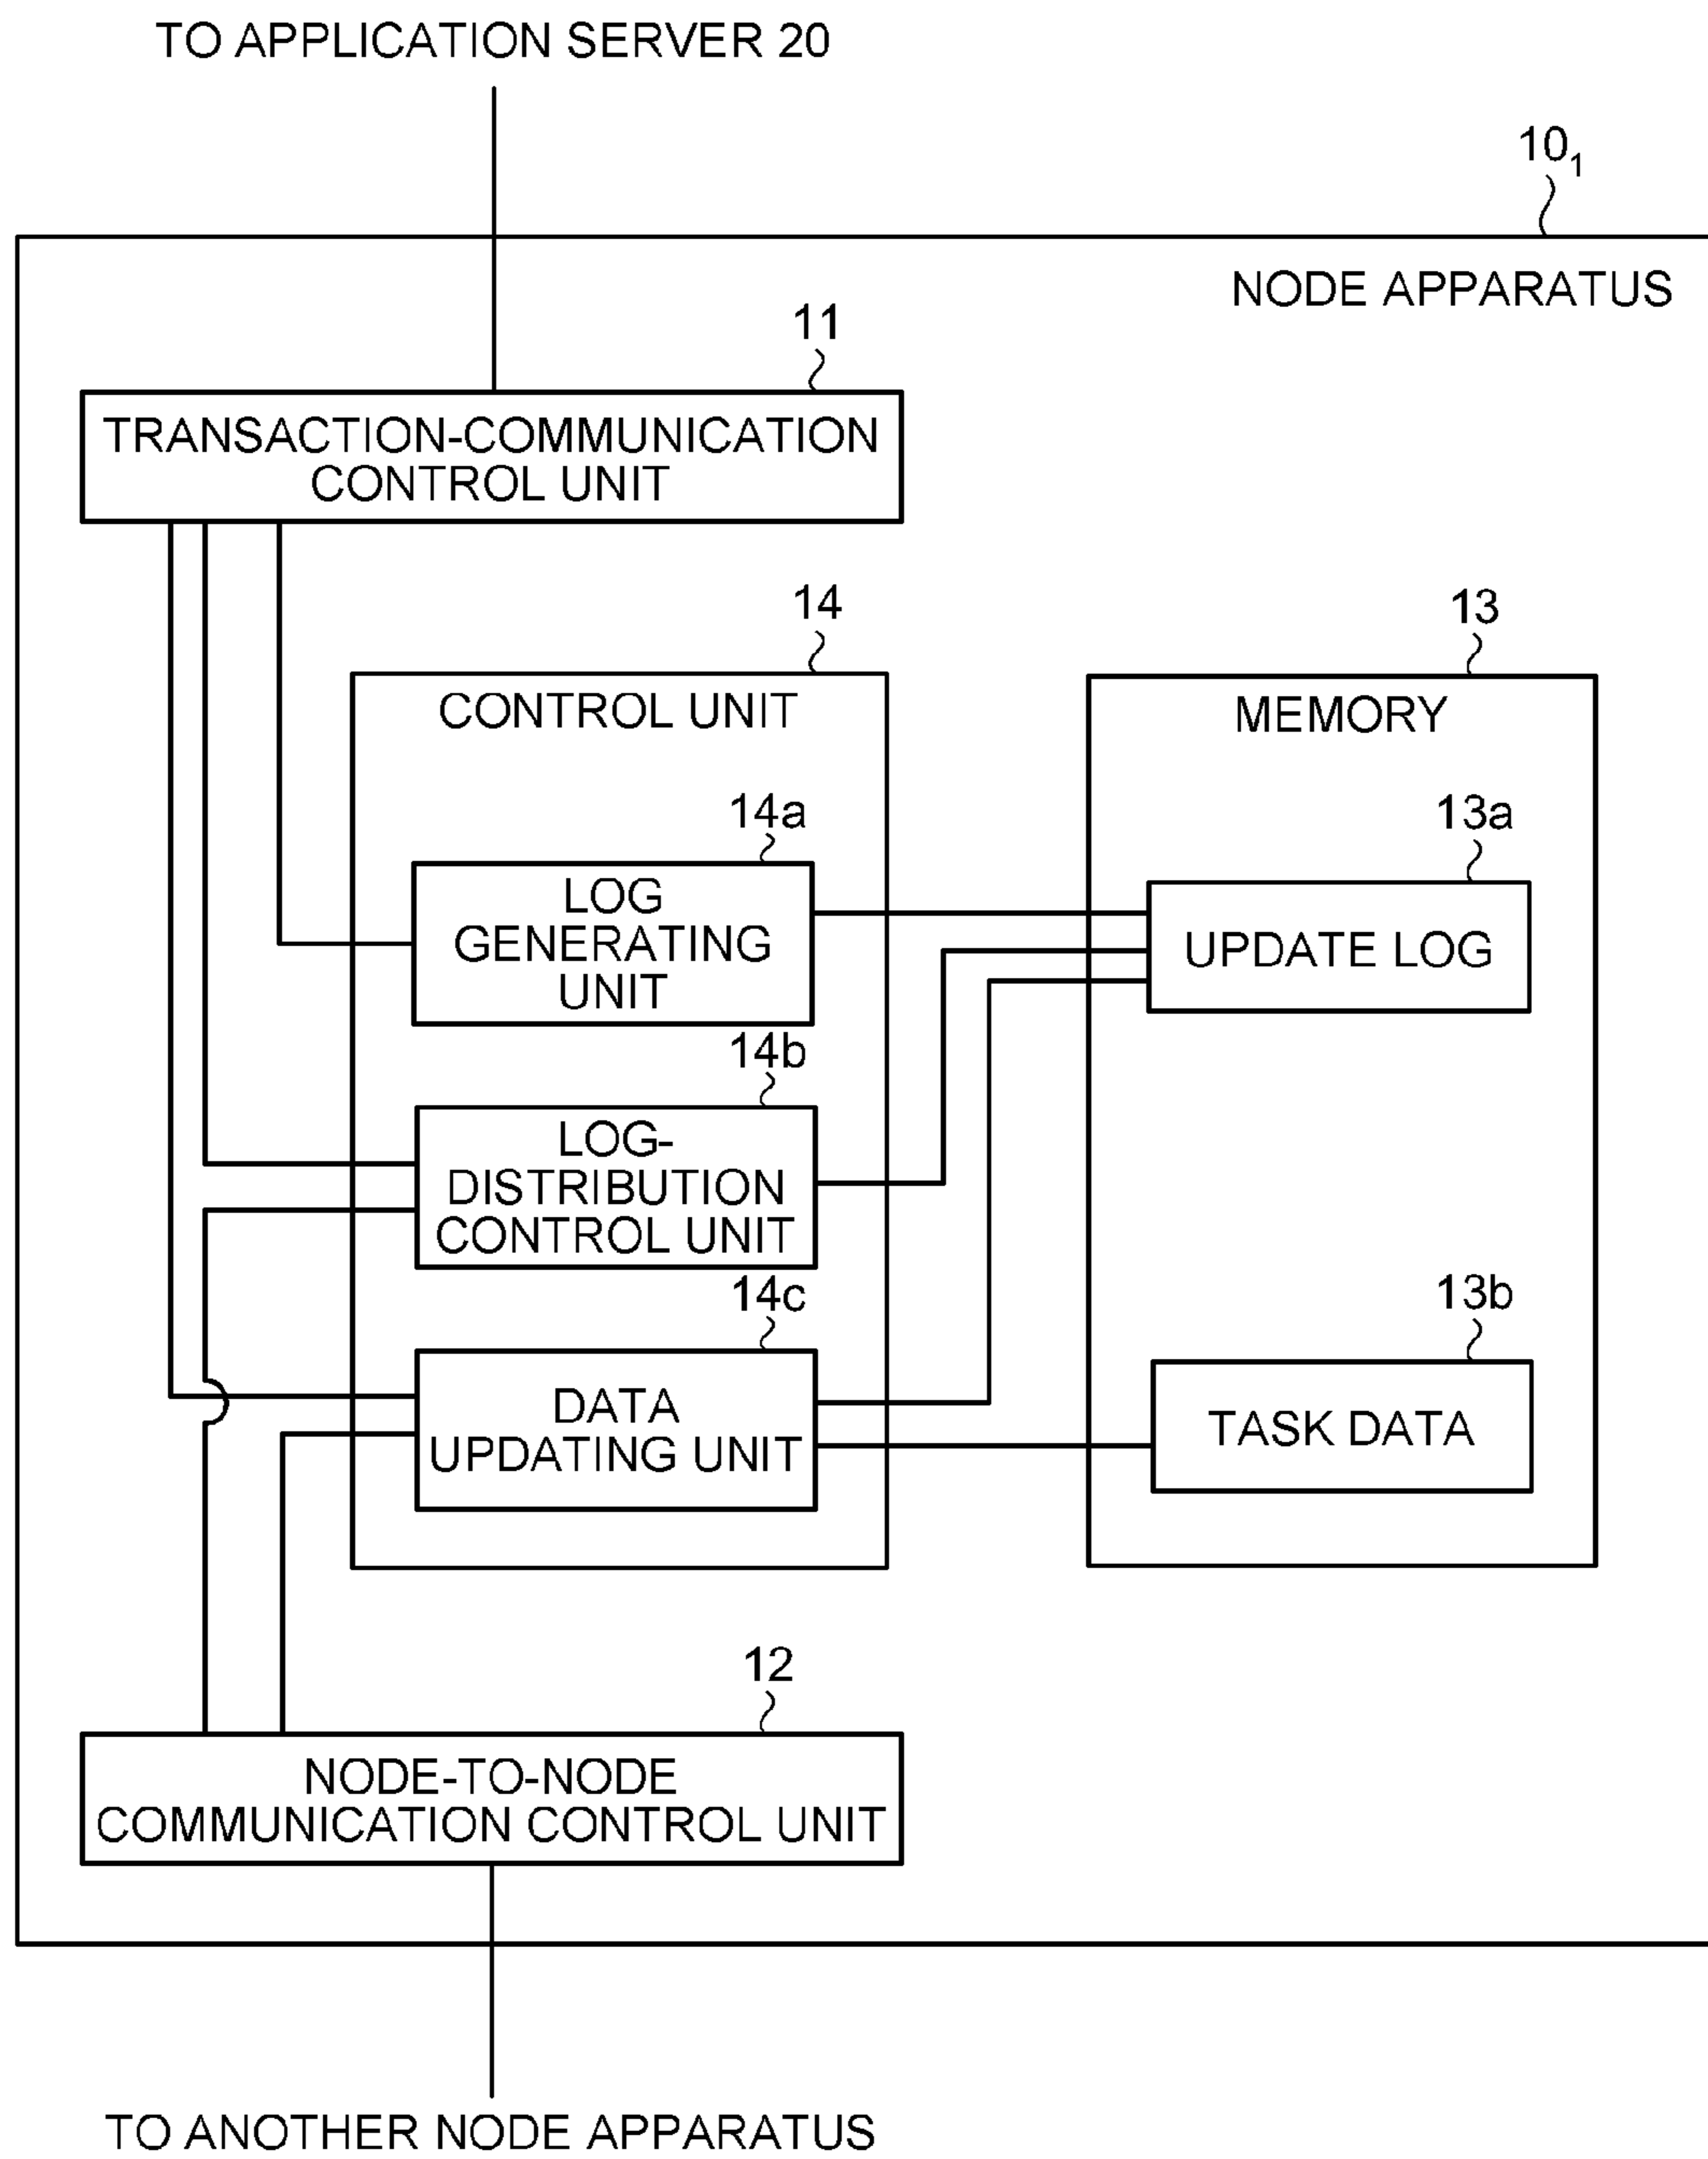 TO APPLICATION SERVER 20
10₁
NODE APPARATUS
11
TRANSACTION-COMMUNICATION
CONTROL UNIT
14
CONTROL UNIT
13
MEMORY
14a
LOG
GENERATING
UNIT
13a
UPDATE LOG
14b
LOG-
DISTRIBUTION
CONTROL UNIT
14c
DATA
UPDATING UNIT
13b
TASK DATA
12
NODE-TO-NODE
COMMUNICATION CONTROL UNIT
TO ANOTHER NODE APPARATUS